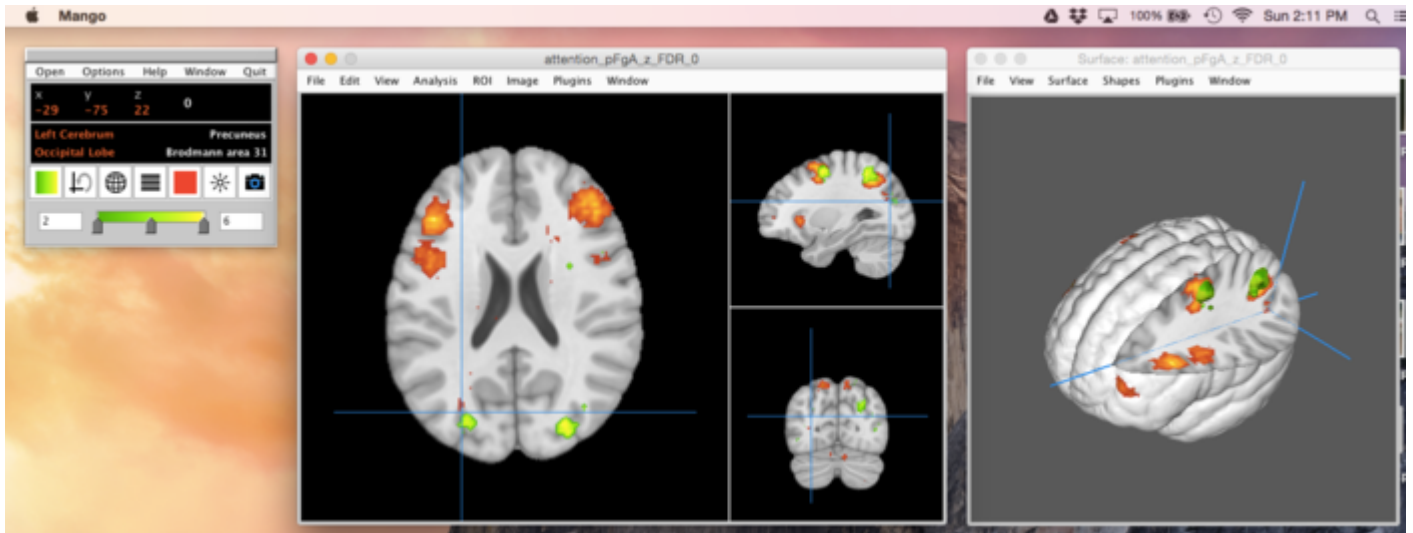 Mango 100% Sun 2:11 PM
Open Options Help Window Quit
x y z
-29 -75 22 0
Left Cerebrum Precuneus
Occipital Lobe Brodmann area 31
2 6
attention_pFgA_z_FDR_0
File Edit View Analysis ROI Image Plugins Window
Surface: attention_pFgA_z_FDR_0
File View Surface Shapes Plugins Window